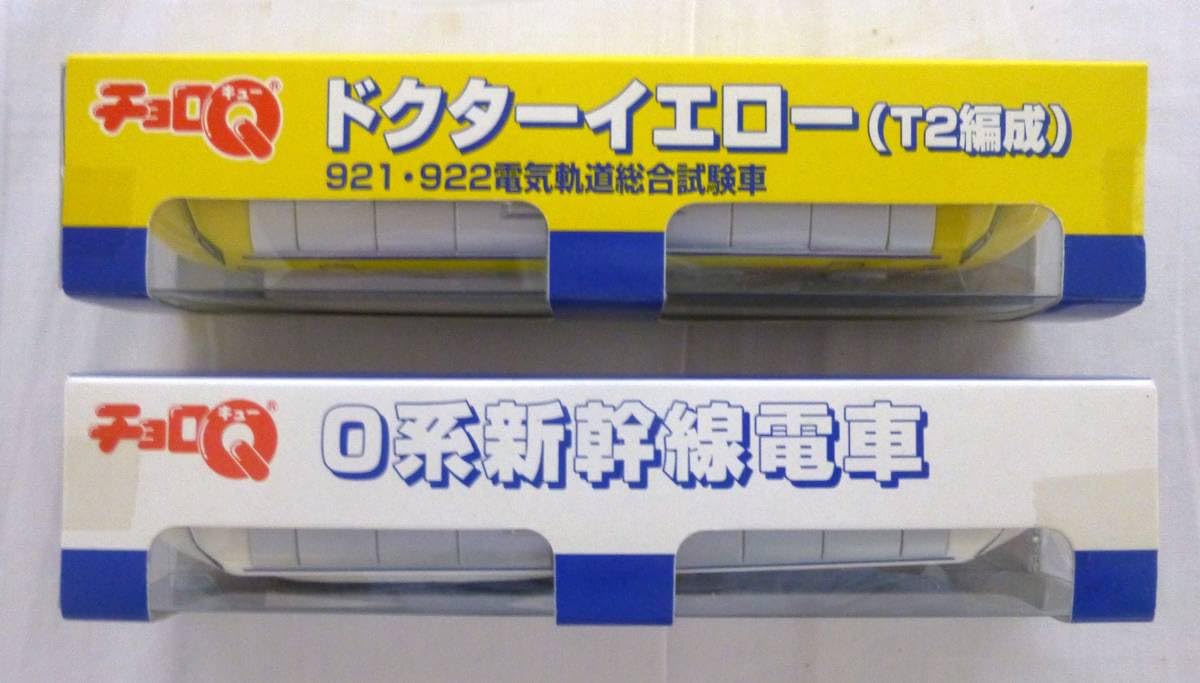 チョロQ キュー ®
ドクターイエロー（T2編成）
921・922電気軌道総合試験車
チョロQ キュー ®
0系新幹線電車